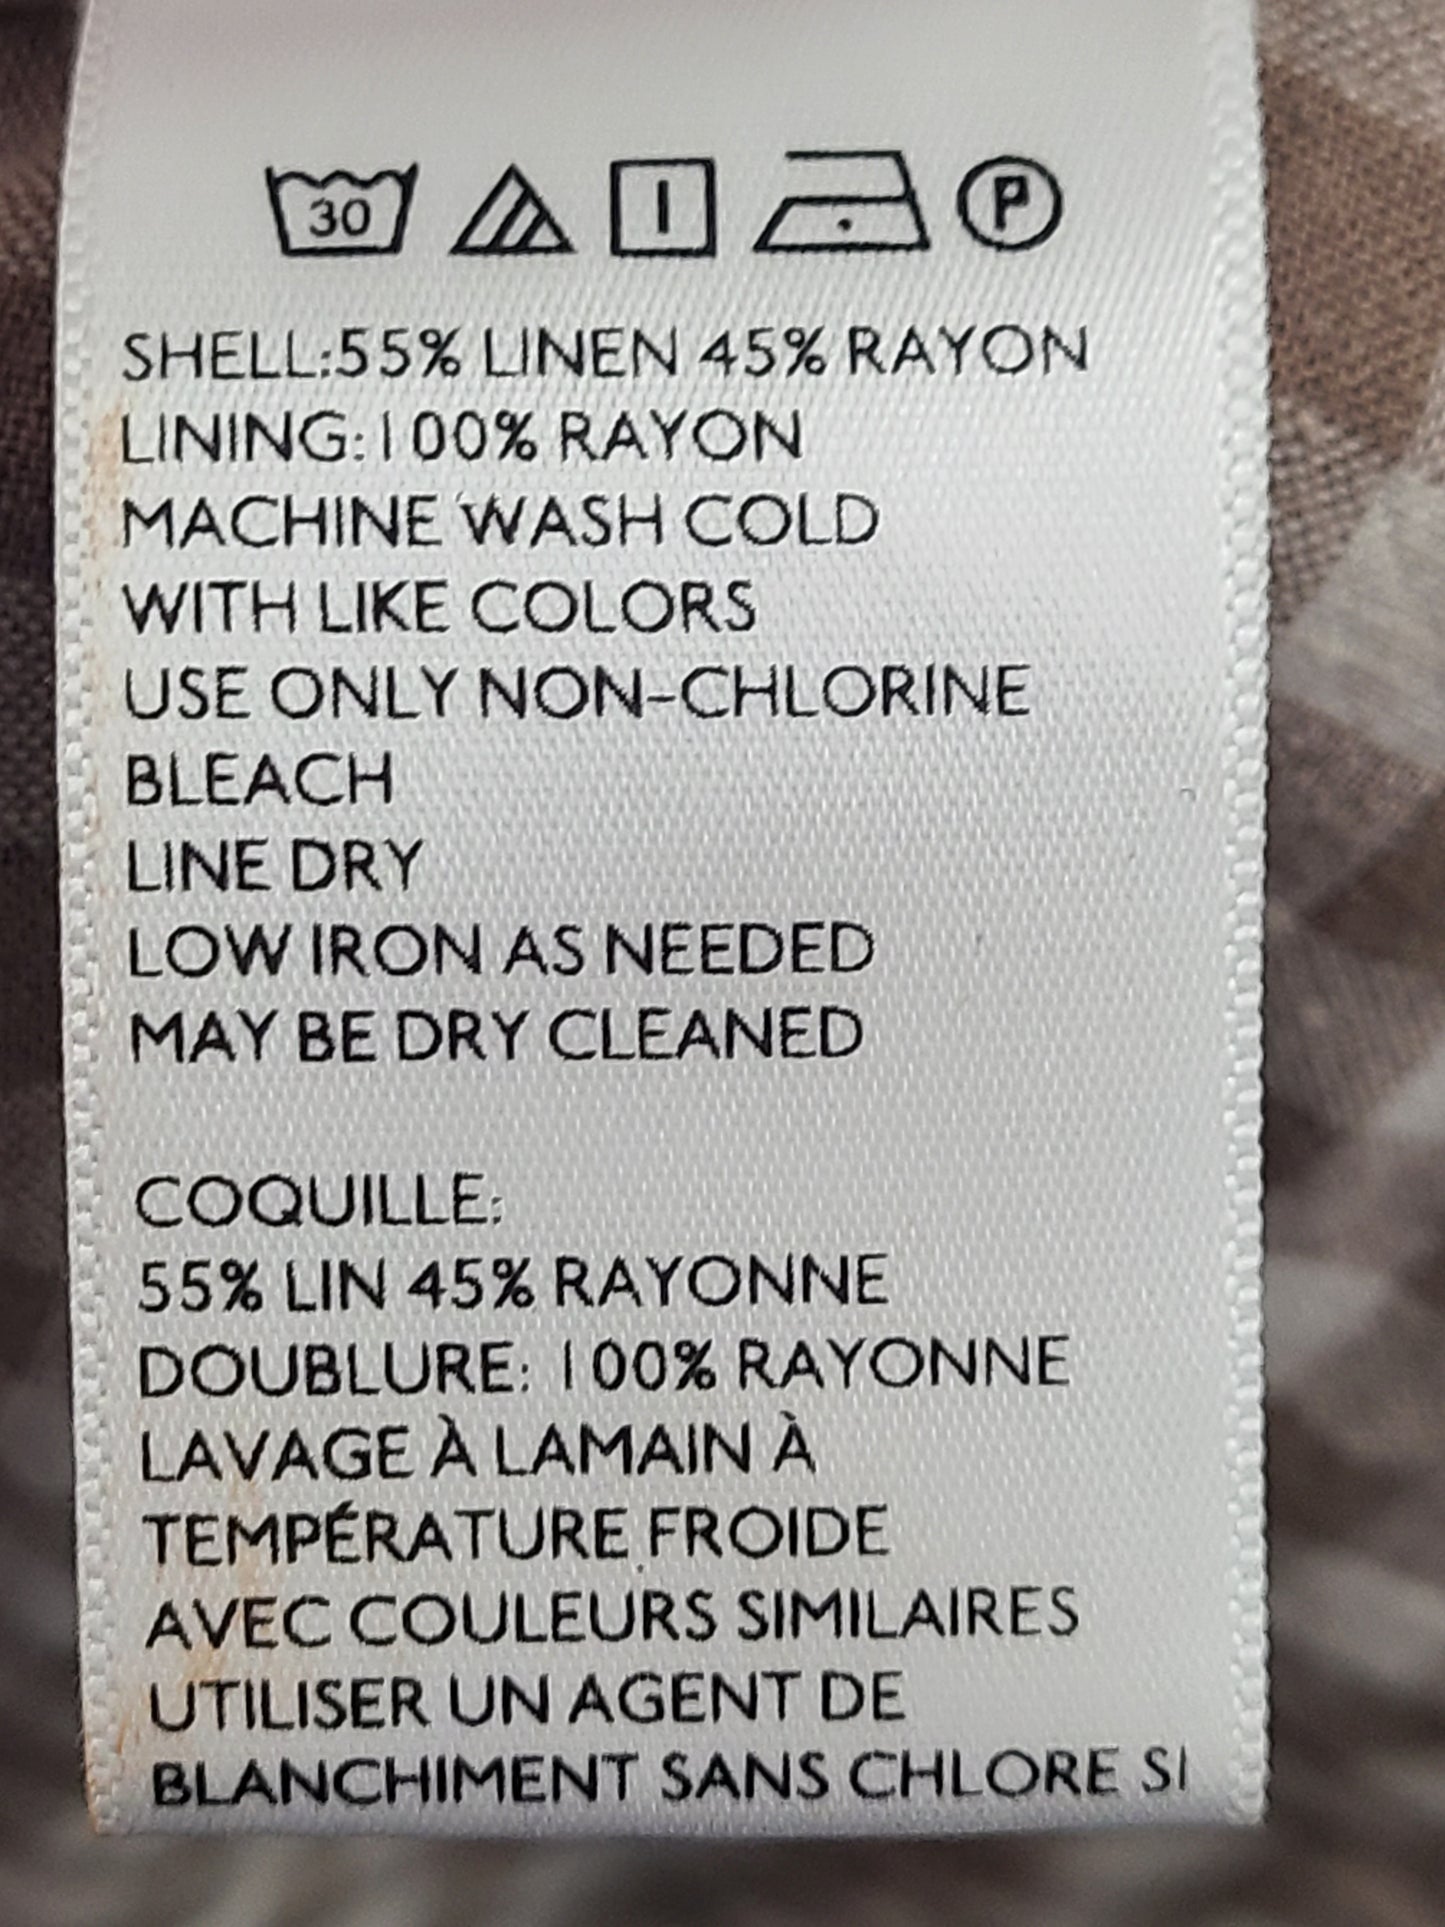 30 P
SHELL:55% LINEN 45% RAYON
LINING:100% RAYON
MACHINE WASH COLD
WITH LIKE COLORS
USE ONLY NON-CHLORINE
BLEACH
LINE DRY
LOW IRON AS NEEDED
MAY BE DRY CLEANED
COQUILLE:
55% LIN 45% RAYONNE
DOUBLURE: 100% RAYONNE
LAVAGE À LAMAIN À
TEMPÉRATURE FROIDE
AVEC COULEURS SIMILAIRES
UTILISER UN AGENT DE
BLANCHIMENT SANS CHLORE SI